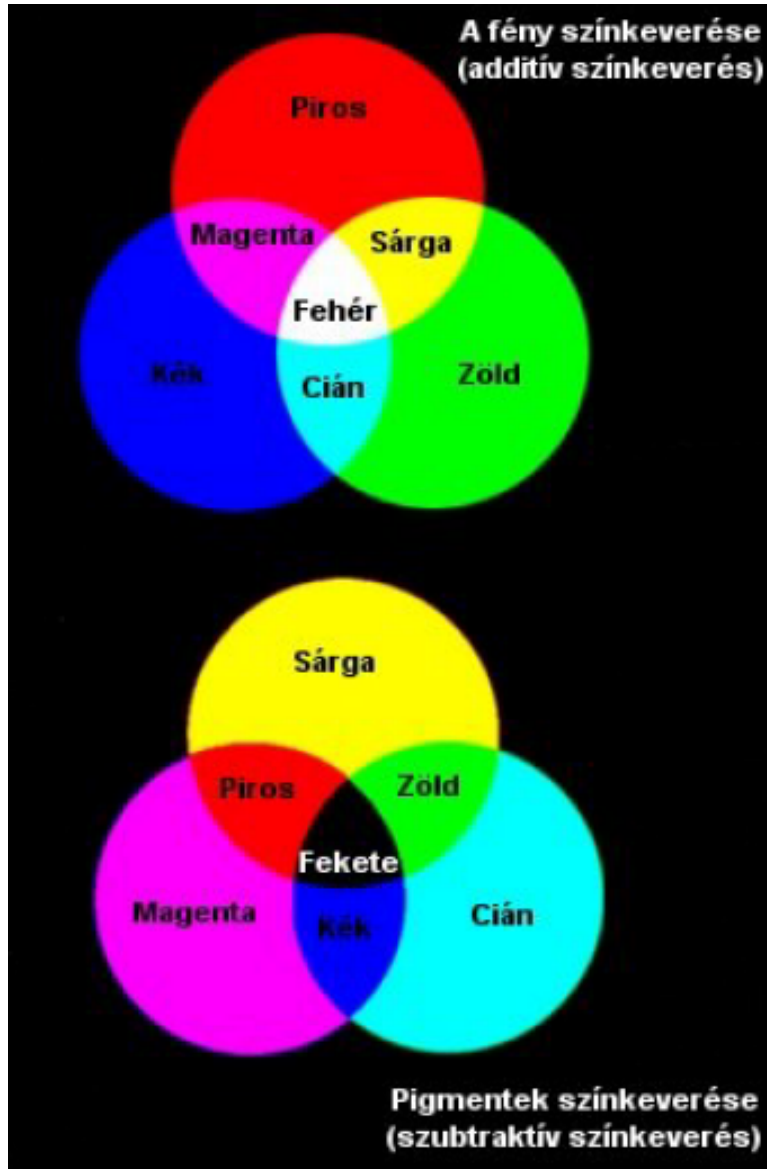 A fény színkeverése
(additív színkeverés)
Piros
Magenta
Sárga
Fehér
Kék
Cián
Zöld
Sárga
Piros
Zöld
Fekete
Magenta
Kék
Cián
Pigmentek színkeverése
(szubtraktív színkeverés)